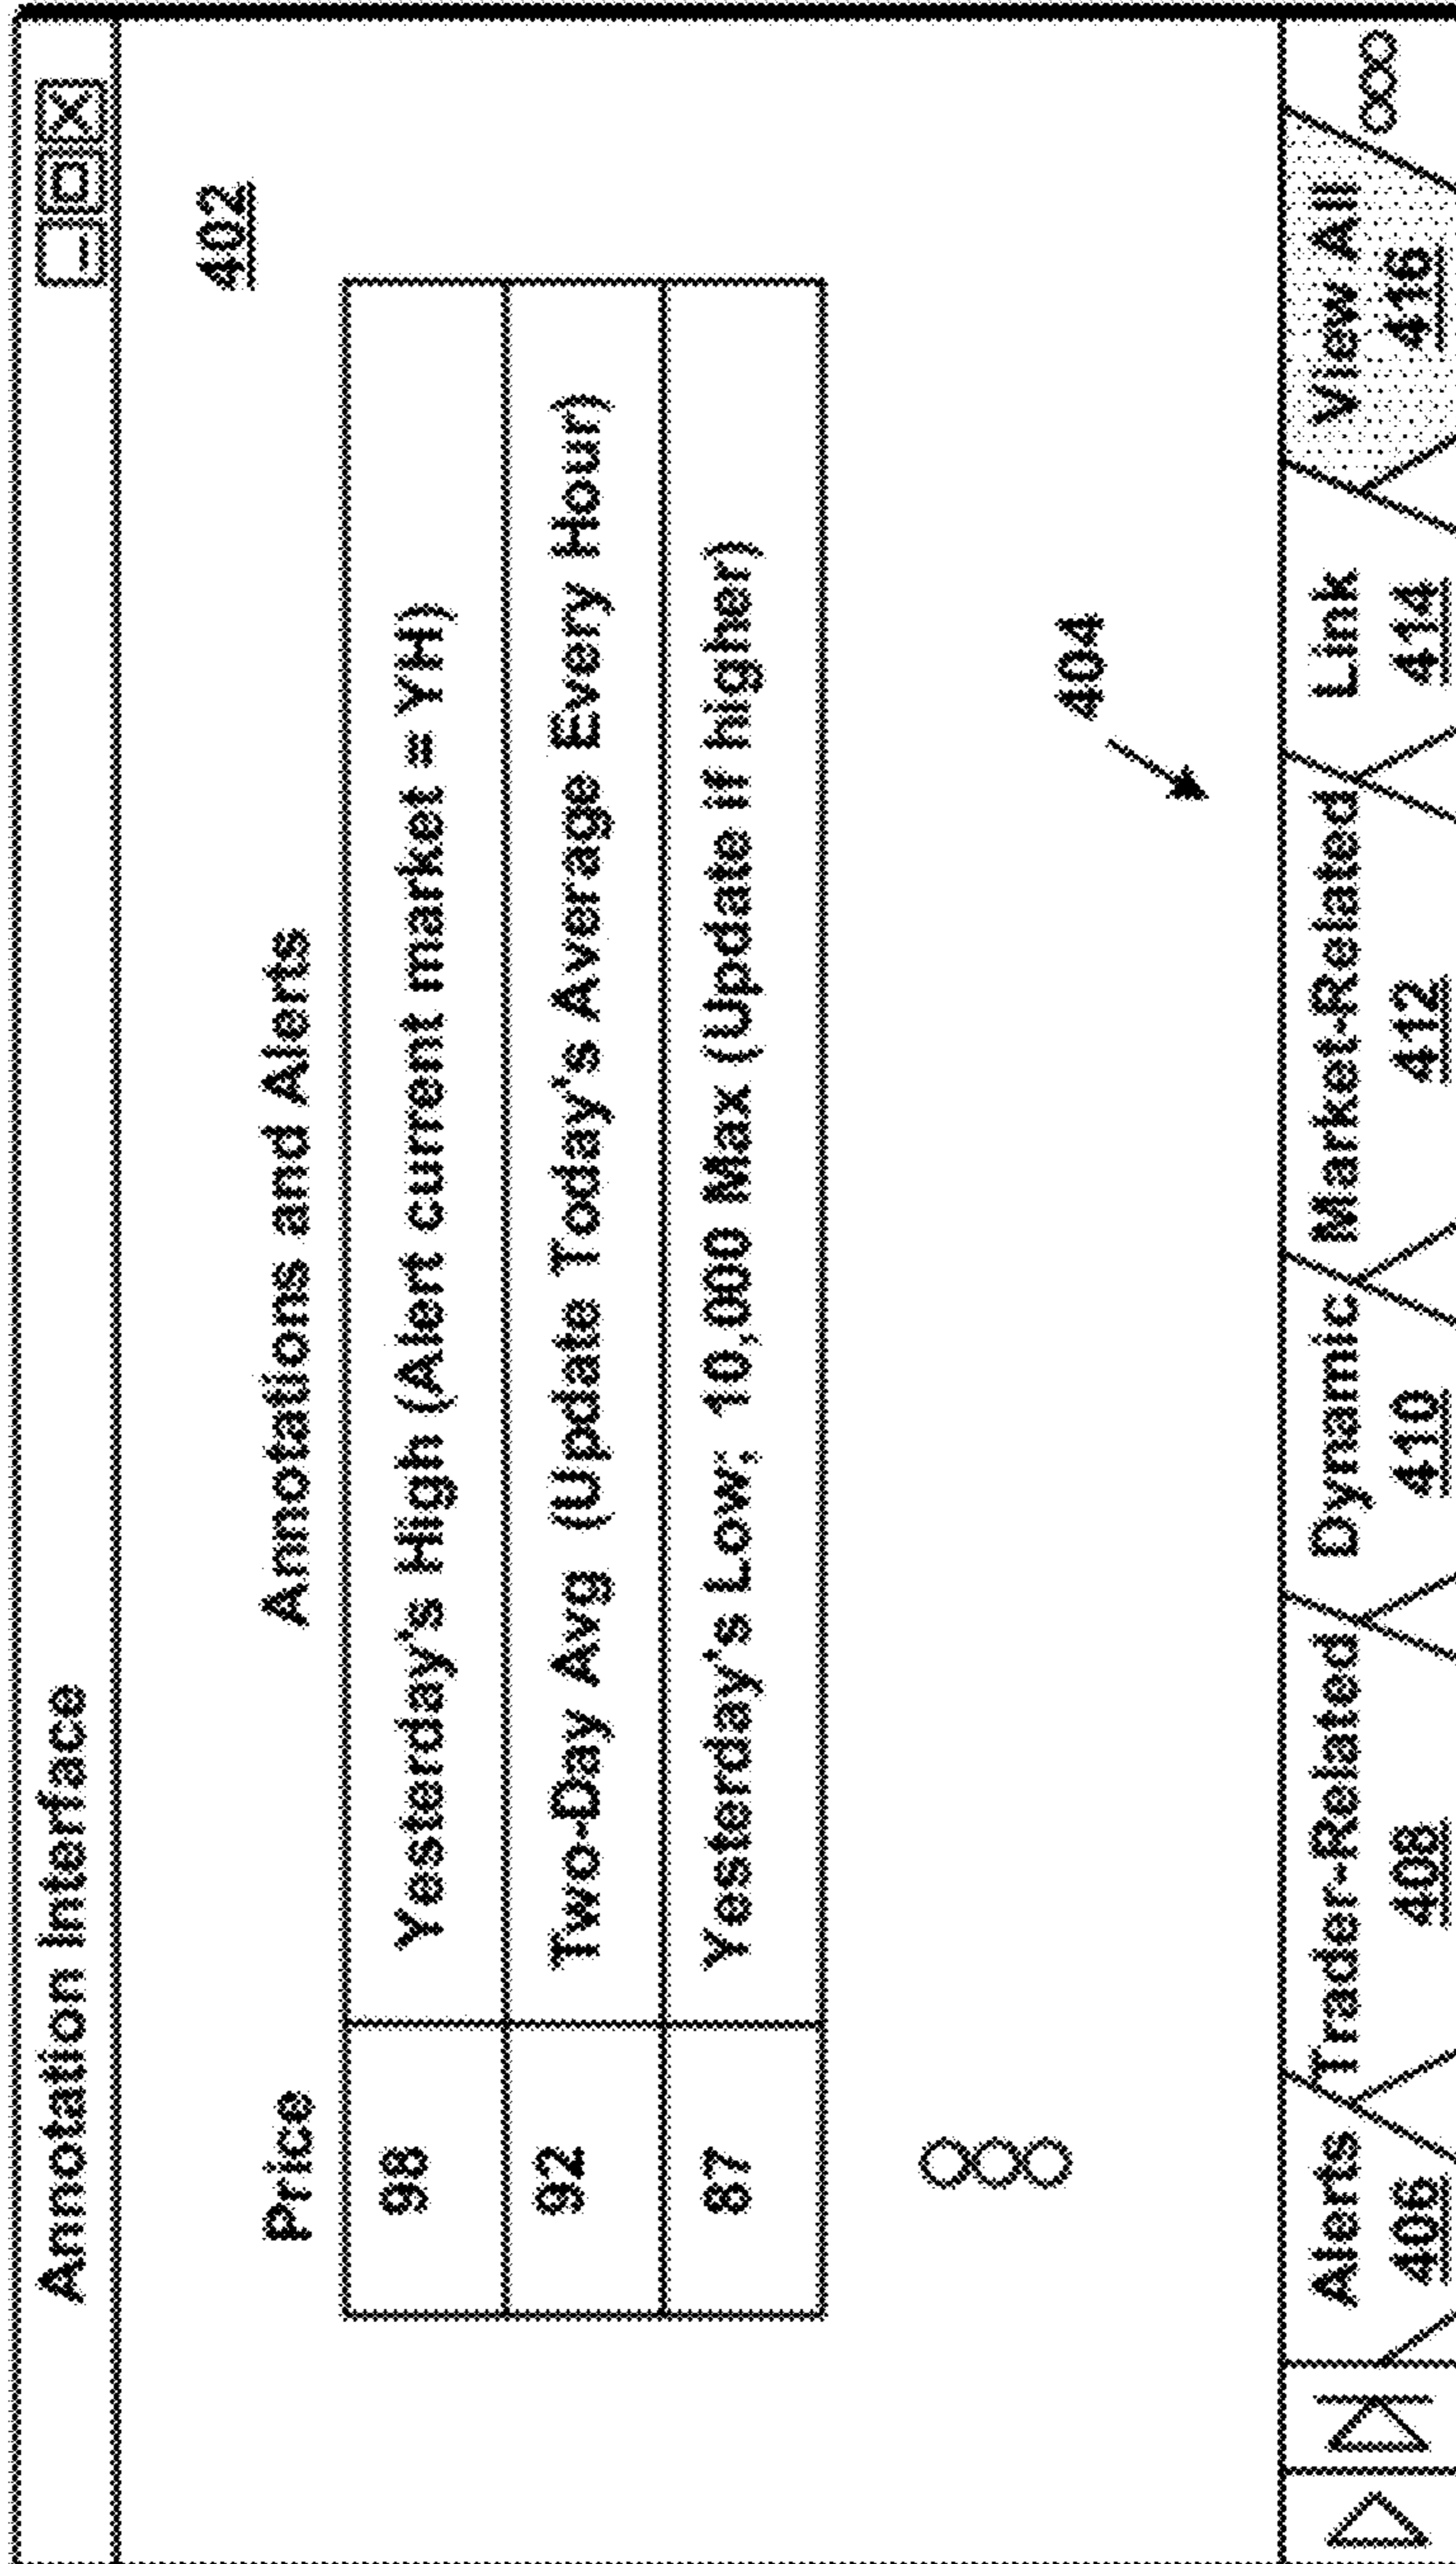 Annotation Interface
402
Price Annotations and Alerts
98 Yesterday's High (Alert current market = YH)
92 Two-Day Avg (Update Today's Average Every Hour)
87 Yesterday's Low; 10,000 Max (Update if higher)
404
Alerts Trader-Related Dynamic Market-Related Link View All
406 408 410 412 414 416